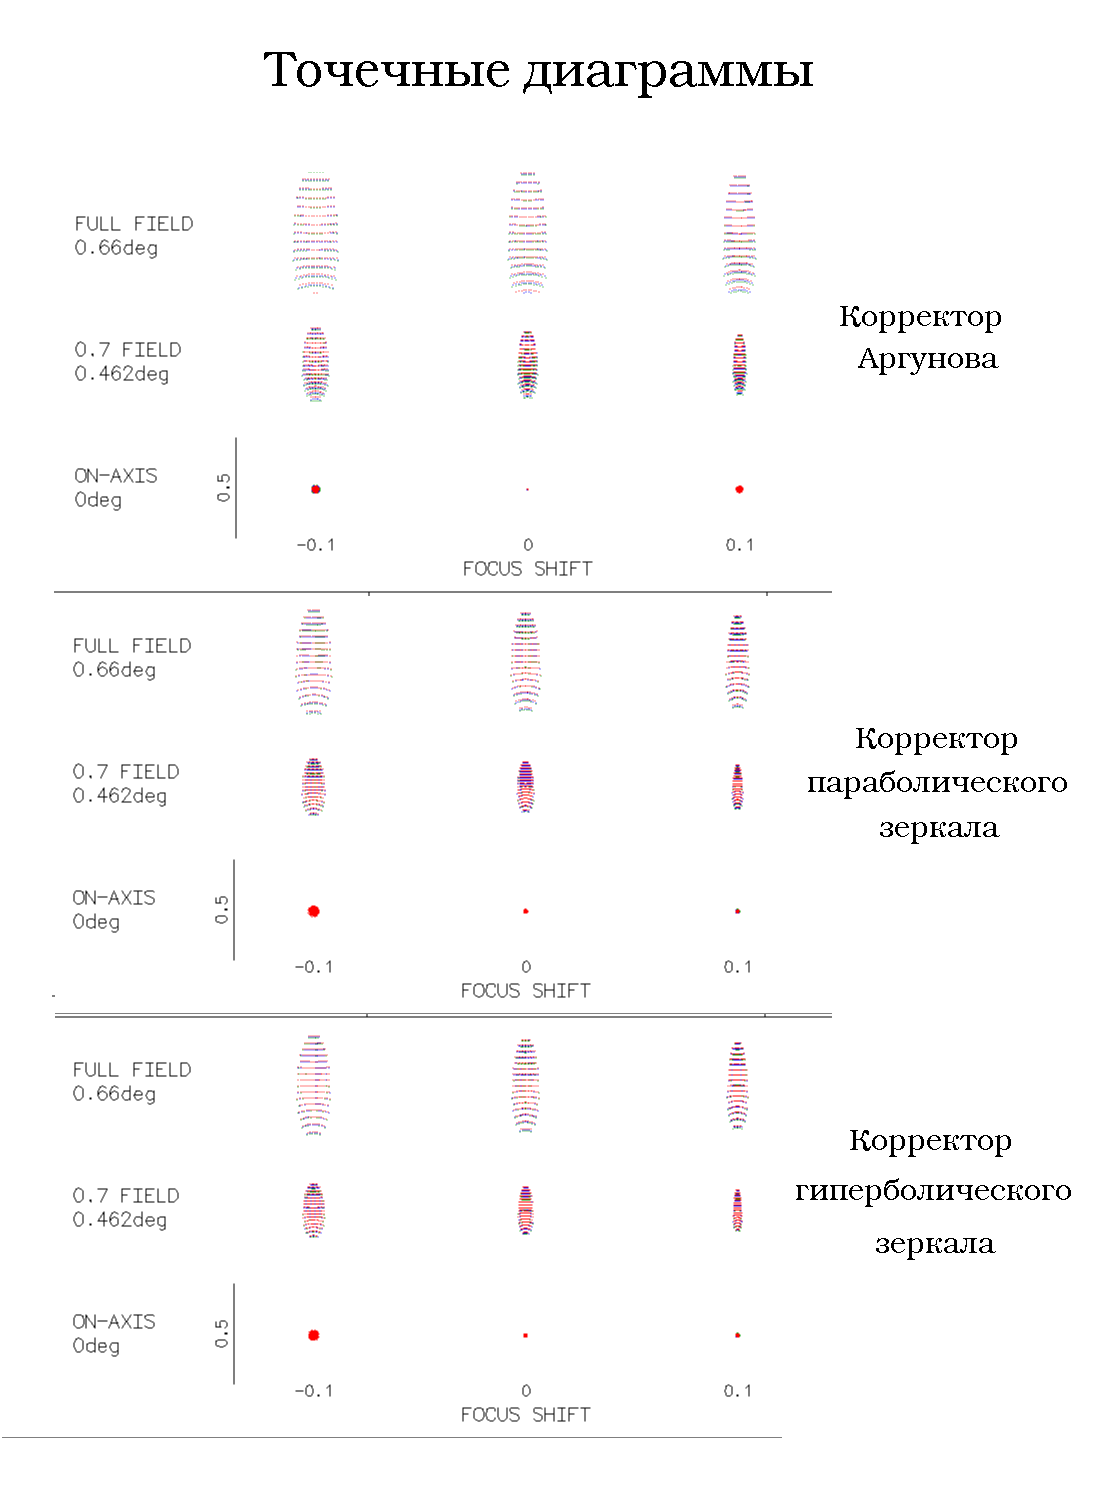 Точечные диаграммы
FULL FIELD
0.66deg
0.7 FIELD
0.462deg
ON-AXIS
0deg
0.5
-0.1 0 0.1
FOCUS SHIFT
Корректор
Аргунова
FULL FIELD
0.66deg
0.7 FIELD
0.462deg
ON-AXIS
0deg
0.5
-0.1 0 0.1
FOCUS SHIFT
Корректор
параболического
зеркала
FULL FIELD
0.66deg
0.7 FIELD
0.462deg
ON-AXIS
0deg
0.5
-0.1 0 0.1
FOCUS SHIFT
Корректор
гиперболического
зеркала